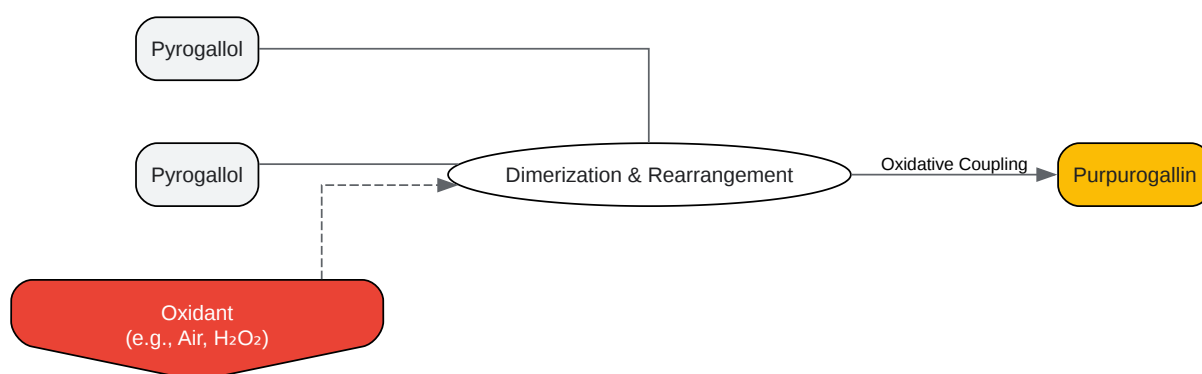 Pyrogallol
Pyrogallol
Dimerization & Rearrangement
Oxidative Coupling
Purpurogallin
Oxidant
(e.g., Air, H₂O₂)